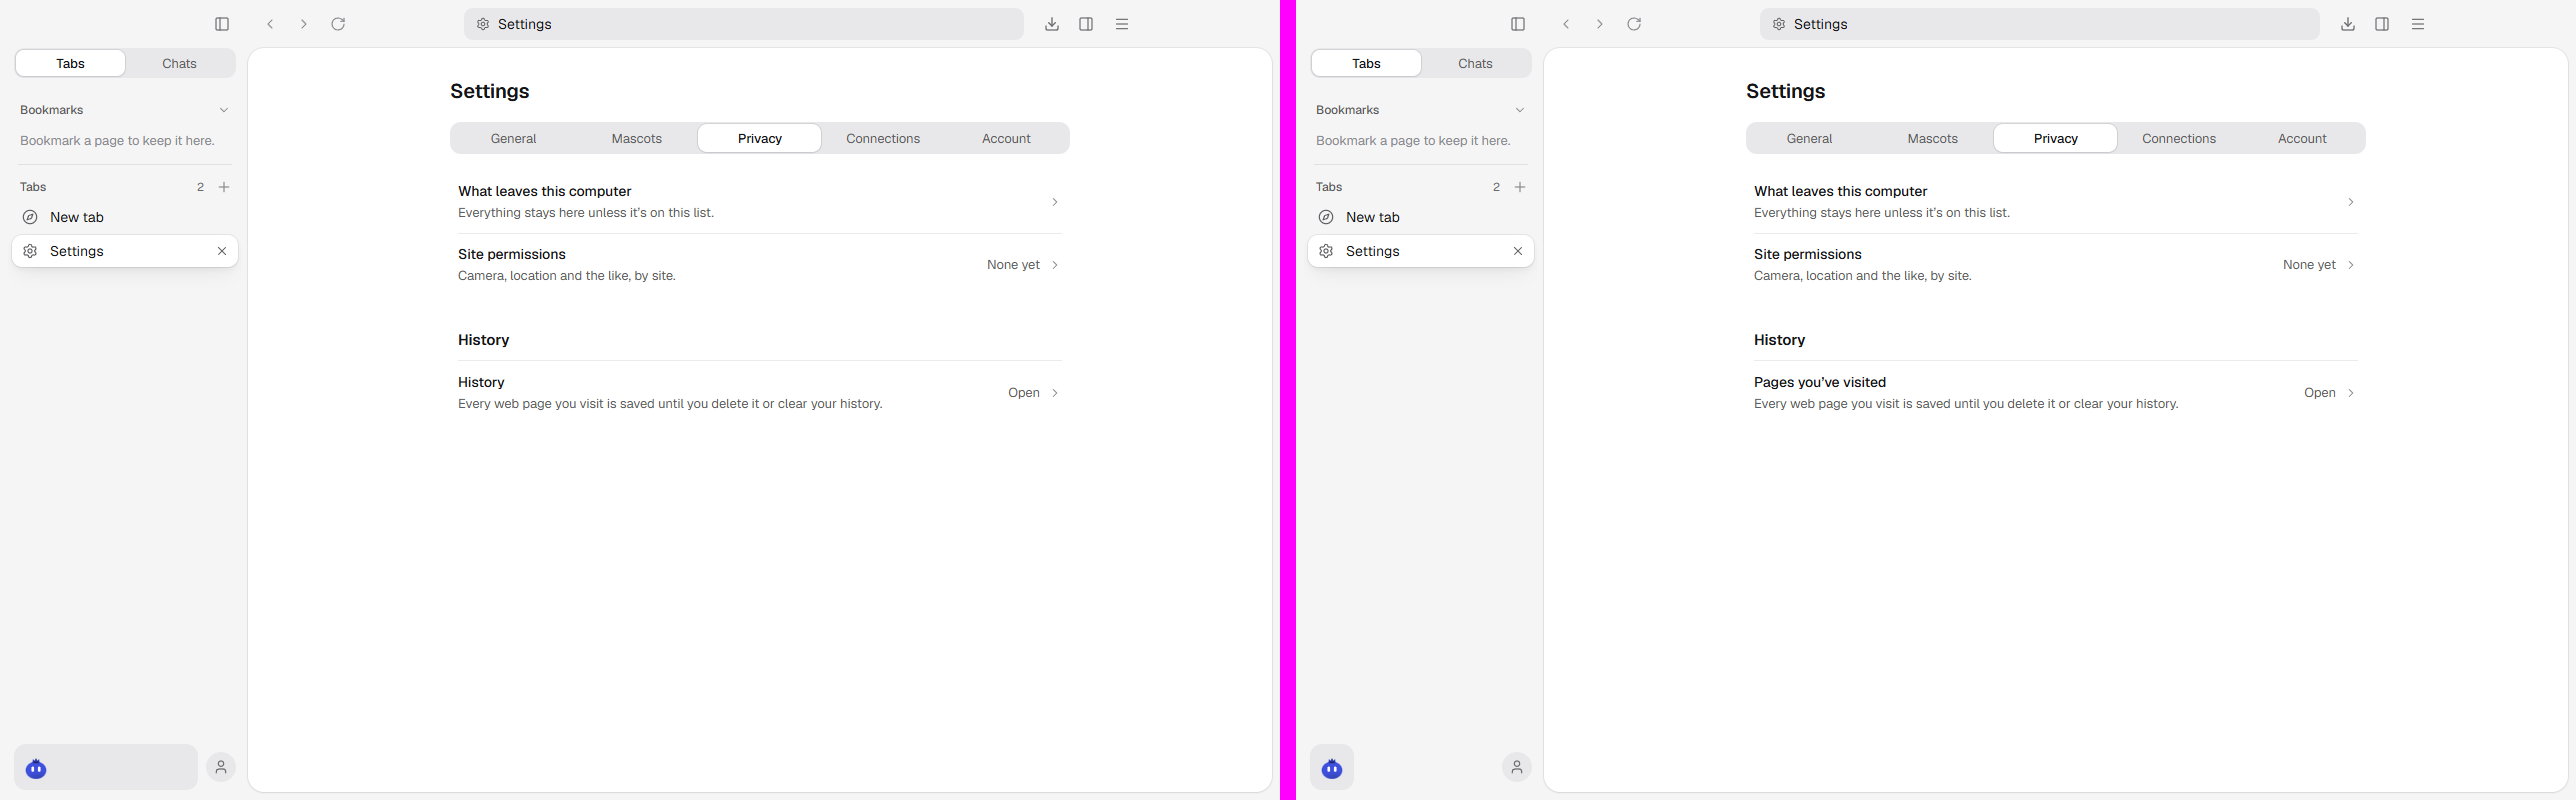 Settings
Tabs
Chats
Bookmarks
Bookmark a page to keep it here.
Tabs
2
New tab
Settings
Settings
General
Mascots
Privacy
Connections
Account
What leaves this computer
Everything stays here unless it’s on this list.
Site permissions
Camera, location and the like, by site.
None yet
History
History
Every web page you visit is saved until you delete it or clear your history.
Open
Settings
Tabs
Chats
Bookmarks
Bookmark a page to keep it here.
Tabs
2
New tab
Settings
Settings
General
Mascots
Privacy
Connections
Account
What leaves this computer
Everything stays here unless it’s on this list.
Site permissions
Camera, location and the like, by site.
None yet
History
Pages you’ve visited
Every web page you visit is saved until you delete it or clear your history.
Open